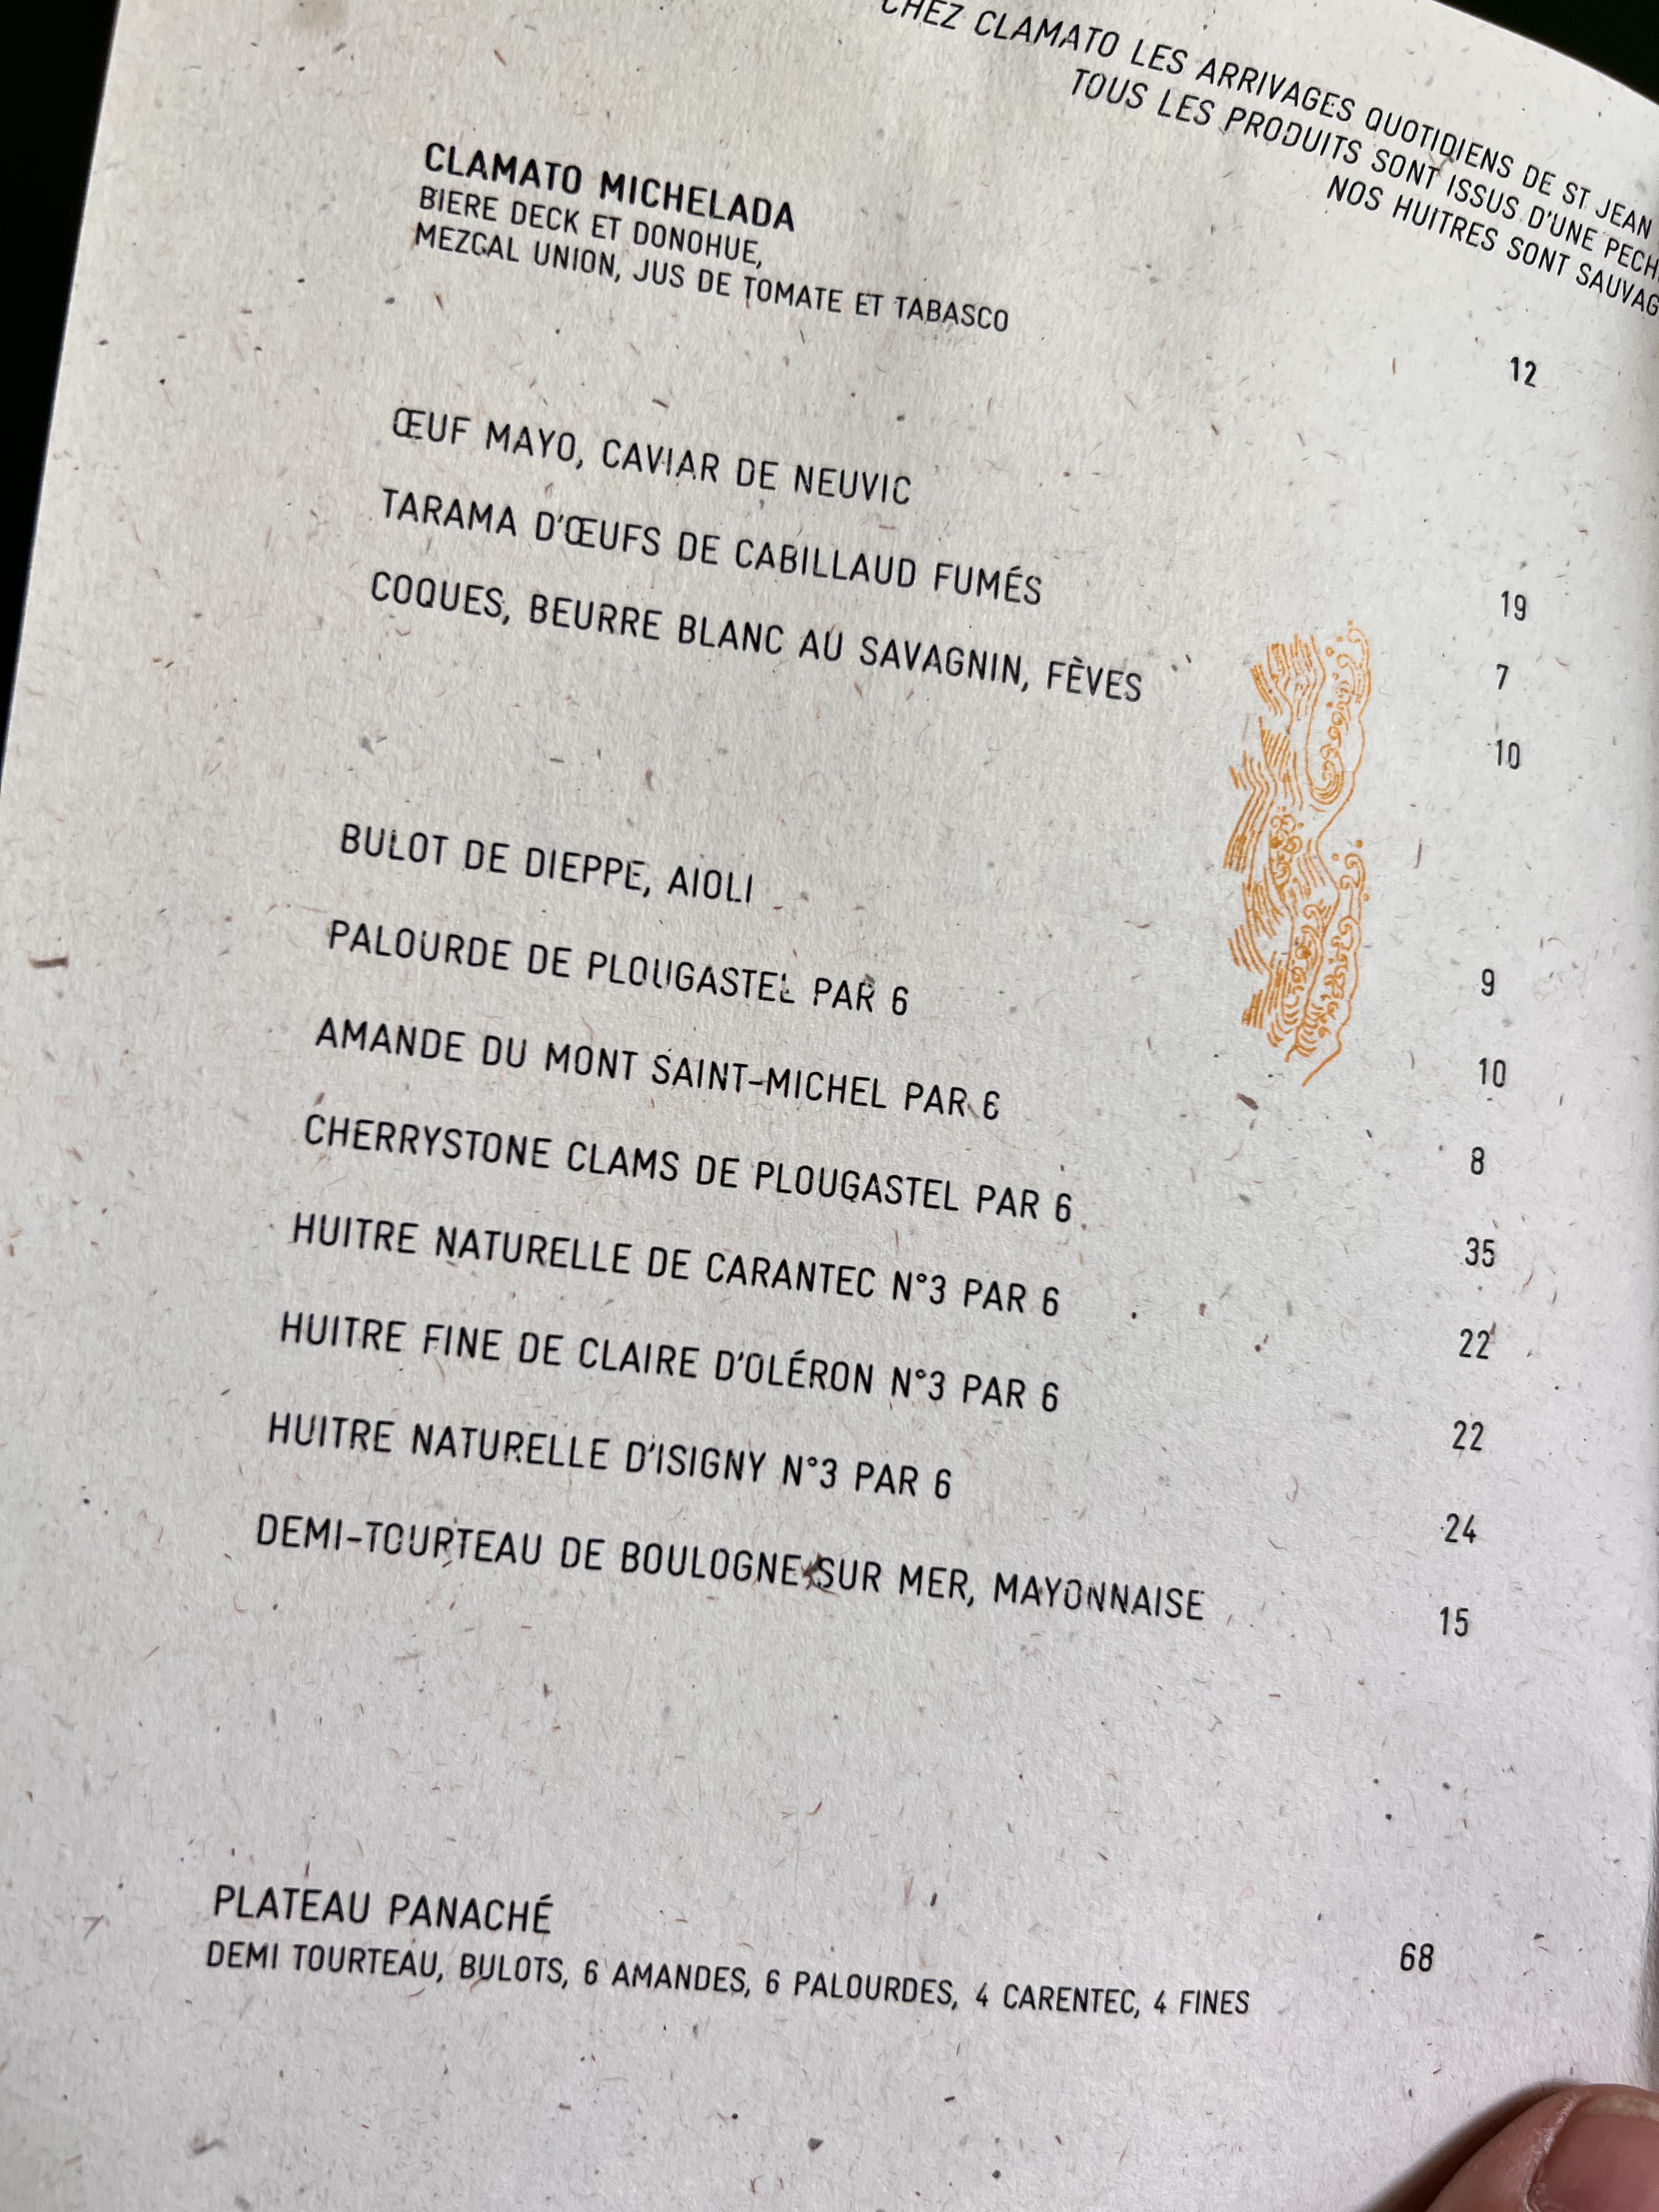 CHEZ CLAMATO LES ARRIVAGES QUOTIDIENS DE ST JEAN
TOUS LES PRODUITS SONT ISSUS D'UNE
NOS HUITRES SONT
CLAMATO MICHELADA
BIERE DECK ET DONOHUE,
MEZCAL UNION, JUS DE TOMATE ET TABASCO
12
ŒUF MAYO, CAVIAR DE NEUVIC
19
TARAMA D'ŒUFS DE CABILLAUD FUMÉS
7
COQUES, BEURRE BLANC AU SAVAGNIN, FÈVES
10
BULOT DE DIEPPE, AIOLI
9
PALOURDE DE PLOUGASTEL PAR 6
10
AMANDE DU MONT SAINT-MICHEL PAR 6
8
CHERRYSTONE CLAMS DE PLOUGASTEL PAR 6
35
HUITRE NATURELLE DE CARANTEC N°3 PAR 6
22
HUITRE FINE DE CLAIRE D'OLÉRON N°3 PAR 6
22
HUITRE NATURELLE D'ISIGNY N°3 PAR 6
24
DEMI-TOURTEAU DE BOULOGNE SUR MER, MAYONNAISE
15
PLATEAU PANACHÉ
68
DEMI TOURTEAU, BULOTS, 6 AMANDES, 6 PALOURDES, 4 CARENTEC, 4 FINES